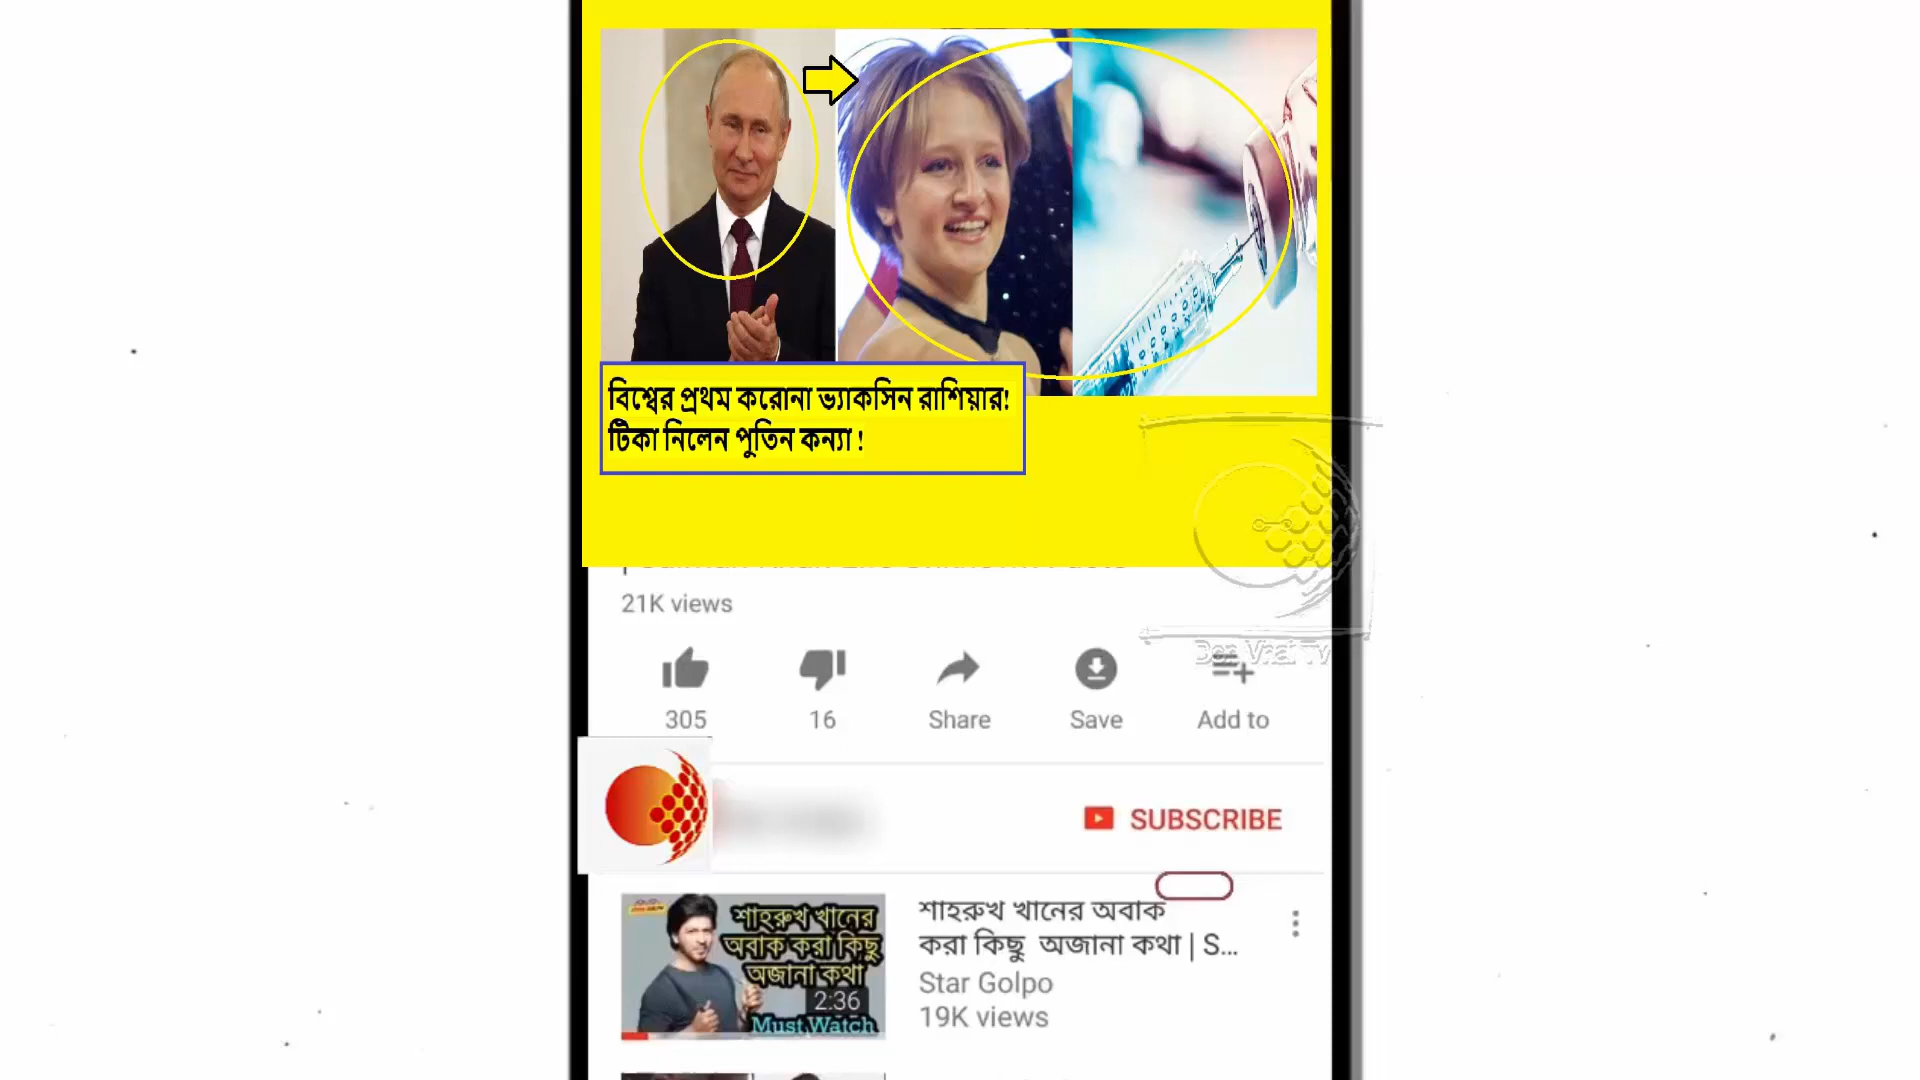 বিশ্বের প্রথম করোনা ভ্যাকসিন রাশিয়ার!
টিকা নিলেন পুতিন কন্যা !
21K views
305
16
Share
Save
Add to
SUBSCRIBE
শাহরুখ খানের
অবাক করা কিছু
অজানা কথা
2:36
Must Watch
শাহরুখ খানের অবাক
করা কিছু অজানা কথা | S...
Star Golpo
19K views